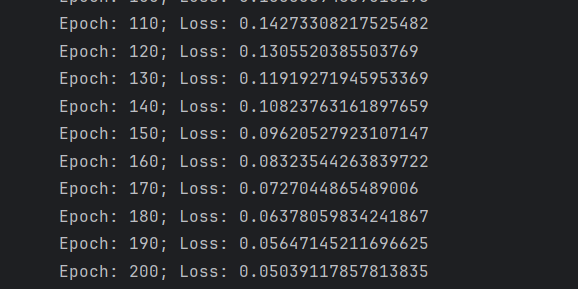 Epoch: 110; Loss: 0.14273308217525482
Epoch: 120; Loss: 0.1305520385503769
Epoch: 130; Loss: 0.11919271945953369
Epoch: 140; Loss: 0.10823763161897659
Epoch: 150; Loss: 0.09620527923107147
Epoch: 160; Loss: 0.08323544263839722
Epoch: 170; Loss: 0.0727044865489006
Epoch: 180; Loss: 0.06378059834241867
Epoch: 190; Loss: 0.05647145211696625
Epoch: 200; Loss: 0.05039117857813835